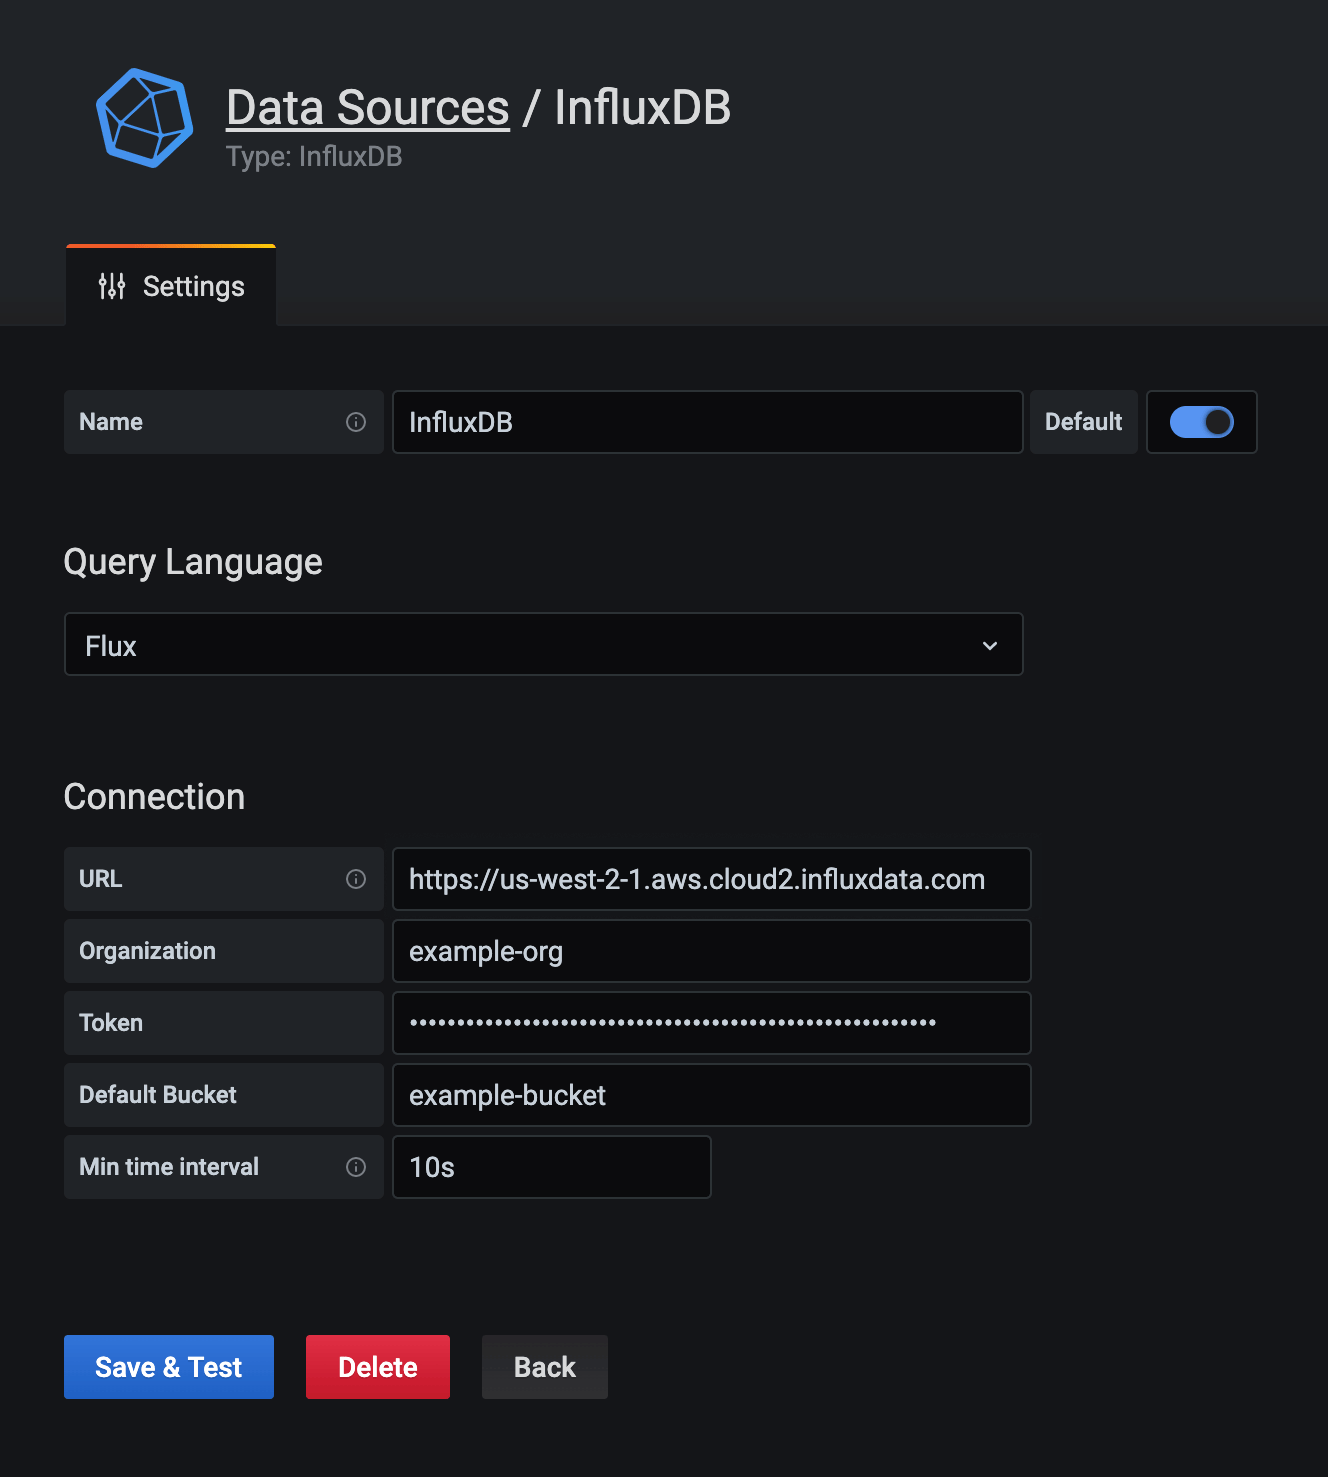 Data Sources / InfluxDB
Type: InfluxDB
Settings
Name InfluxDB Default
Query Language
Flux
Connection
URL https://us-west-2-1.aws.cloud2.influxdata.com
Organization example-org
Token ••••••••••••••••••••••••••••••••••••••••••••••••••••••••
Default Bucket example-bucket
Min time interval 10s
Save & Test Delete Back